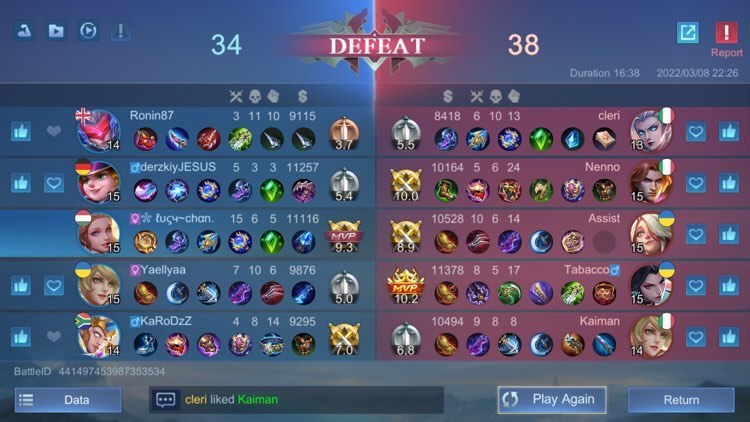 34
DEFEAT
38
Report
Duration 16:38 2022/03/08 22:26
Ronin87 3 11 10 9115
14
3.7
8418 6 10 13 cleri
5.5
13
derzkiyJESUS 5 3 3 11257
15
5.4
10164 5 6 24 Nenno
10.0
15
ℓυςч~chαn. 15 6 5 11116
15
MVP
9.3
10528 10 6 14 Assist
8.9
15
Yaellyaa 7 10 6 9876
15
5.0
11378 8 5 17 Tabacco
MVP
10.2
15
KaRoDzZ 4 8 14 9295
14
7.0
10494 9 8 8 Kaiman
6.8
14
BattleID 441497453987353534
Data
cleri liked Kaiman
Play Again
Return